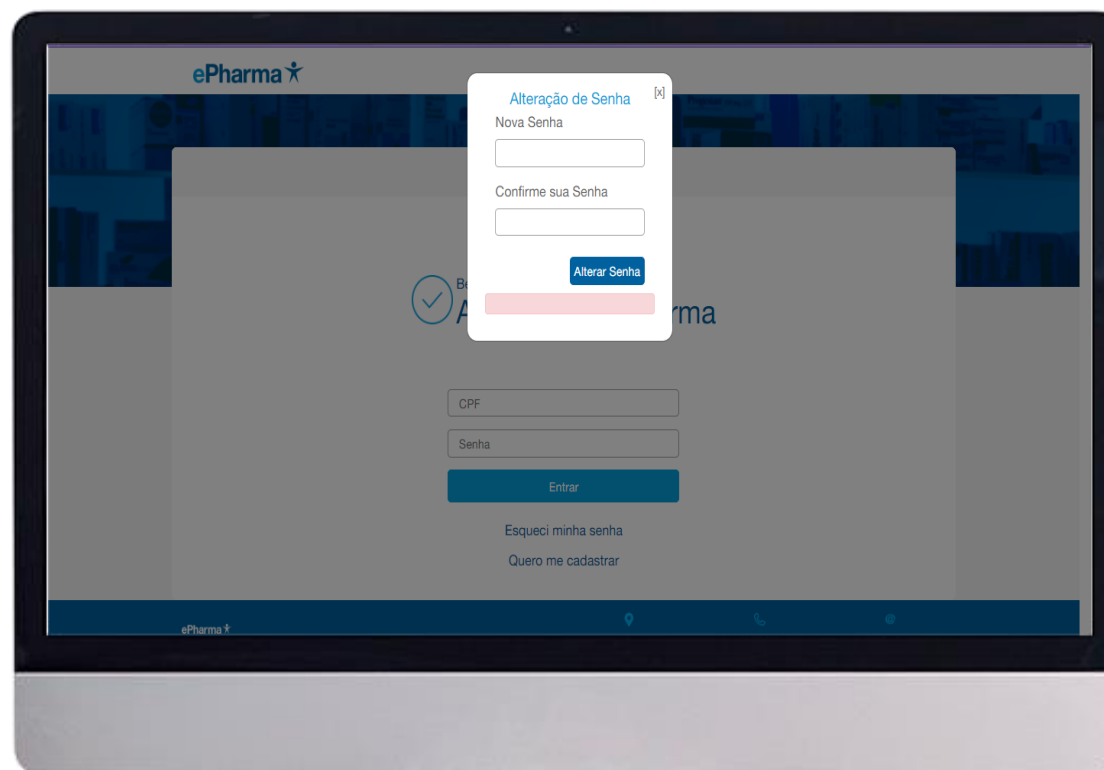 ePharma
Alteração de Senha
[x]
Nova Senha
Confirme sua Senha
Alterar Senha
rma
CPF
Senha
Entrar
Esqueci minha senha
Quero me cadastrar
ePharma